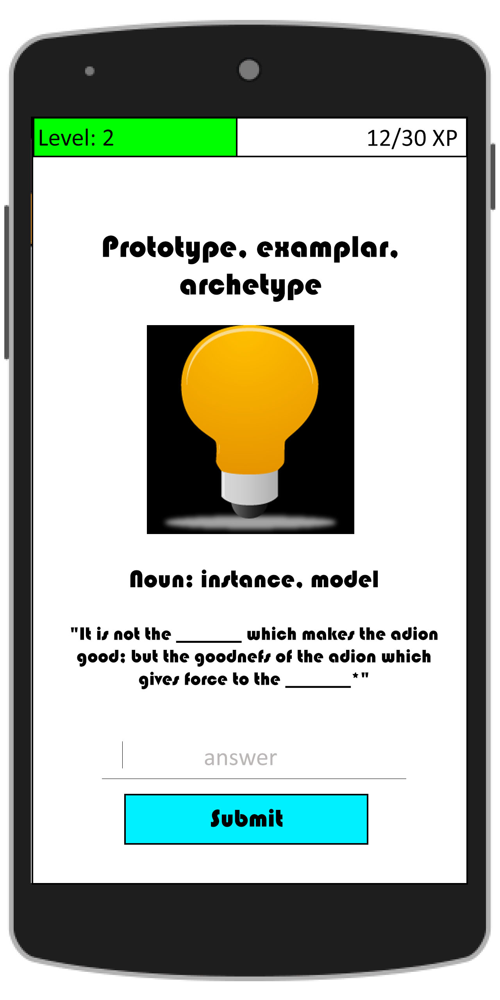 Level: 2
12/30 XP
Prototype, examplar,
archetype
Noun: instance, model
"It is not the ________ which makes the adion
good; but the goodnefs of the adion which
gives force to the ________*"
answer
Submit